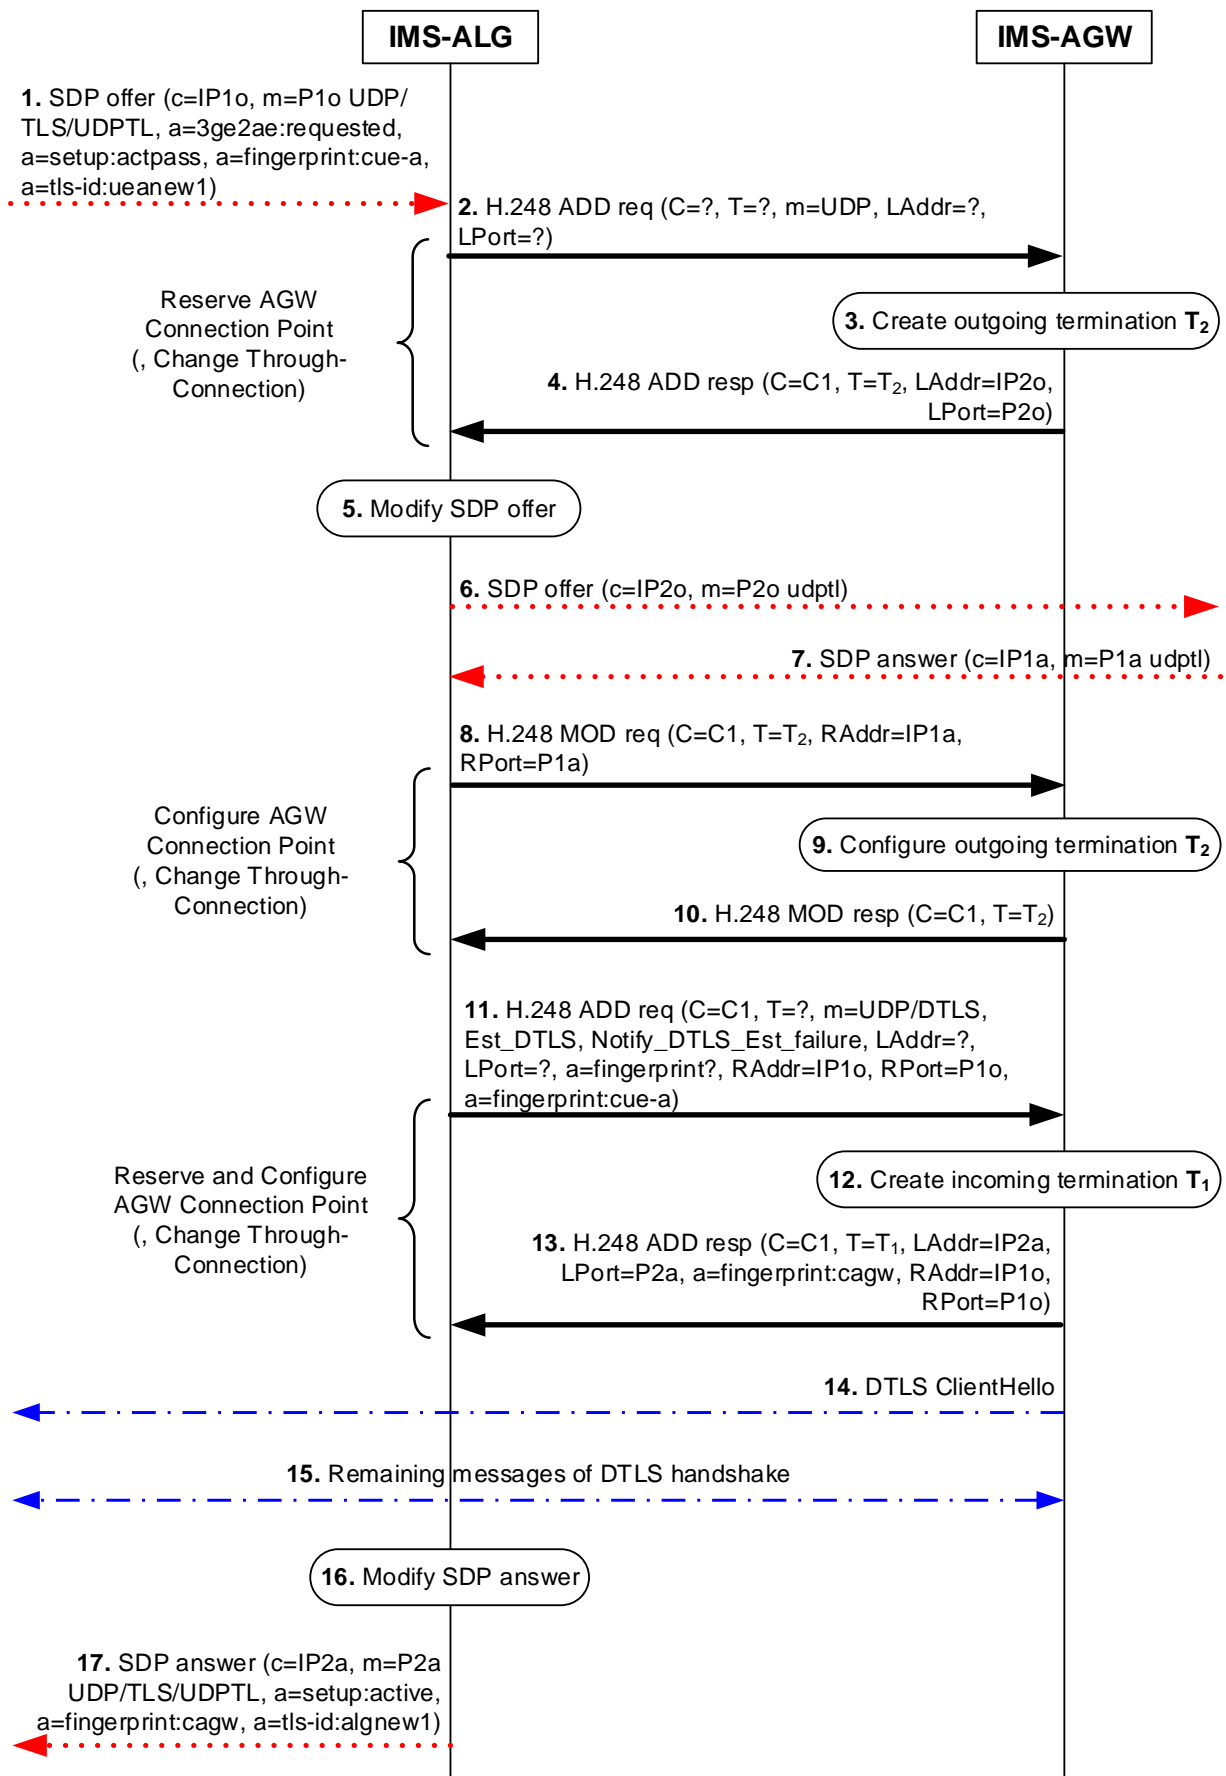 IMS-ALG
IMS-AGW
1. SDP offer (c=IP1o, m=P1o UDP/
TLS/UDPTL, a=3ge2ae:requested,
a=setup:actpass, a=fingerprint:cue-a,
a=tls-id:ueanew1)
2. H.248 ADD req (C=?, T=?, m=UDP, LAddr=?,
LPort=?)
Reserve AGW
Connection Point
(, Change Through-
Connection)
3. Create outgoing termination T2
4. H.248 ADD resp (C=C1, T=T2, LAddr=IP2o,
LPort=P2o)
5. Modify SDP offer
6. SDP offer (c=IP2o, m=P2o udptl)
7. SDP answer (c=IP1a, m=P1a udptl)
8. H.248 MOD req (C=C1, T=T2, RAddr=IP1a,
RPort=P1a)
Configure AGW
Connection Point
(, Change Through-
Connection)
9. Configure outgoing termination T2
10. H.248 MOD resp (C=C1, T=T2)
11. H.248 ADD req (C=C1, T=?, m=UDP/DTLS,
Est_DTLS, Notify_DTLS_Est_failure, LAddr=?,
LPort=?, a=fingerprint?, RAddr=IP1o, RPort=P1o,
a=fingerprint:cue-a)
Reserve and Configure
AGW Connection Point
(, Change Through-
Connection)
12. Create incoming termination T1
13. H.248 ADD resp (C=C1, T=T1, LAddr=IP2a,
LPort=P2a, a=fingerprint:cagw, RAddr=IP1o,
RPort=P1o)
14. DTLS ClientHello
15. Remaining messages of DTLS handshake
16. Modify SDP answer
17. SDP answer (c=IP2a, m=P2a
UDP/TLS/UDPTL, a=setup:active,
a=fingerprint:cagw, a=tls-id:algnew1)